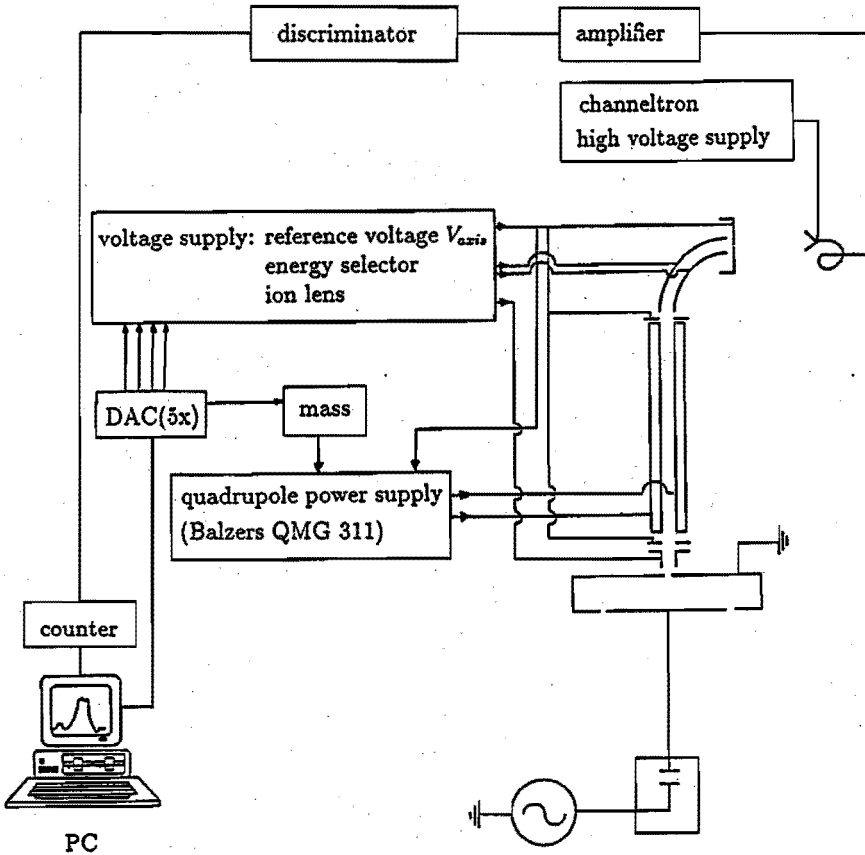 discriminator
amplifier
channeltron
high voltage supply
voltage supply: reference voltage V_axis
energy selector
ion lens
DAC(5x)
mass
quadrupole power supply
(Balzers QMG 311)
counter
PC